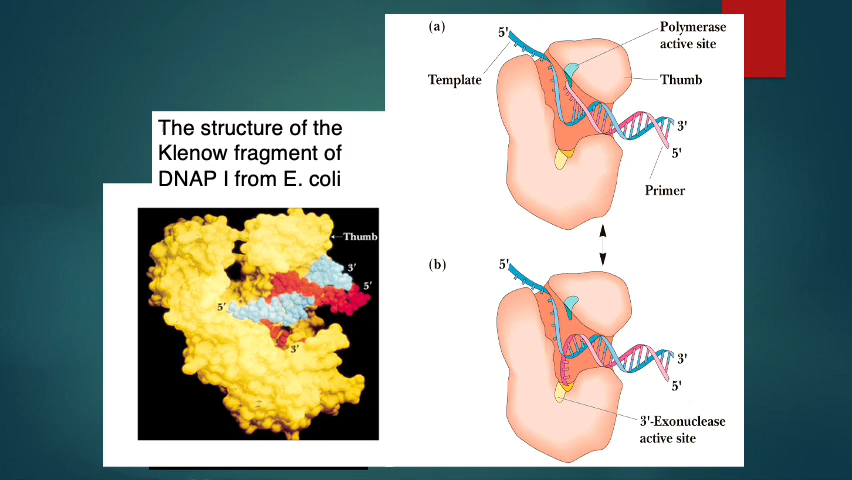 The structure of the
Klenow fragment of
DNAP I from E. coli
Thumb
3'
5'
5'
3'
(a)
5'
Polymerase
active site
Template
Thumb
3'
5'
Primer
(b)
5'
3'
5'
3'-Exonuclease
active site